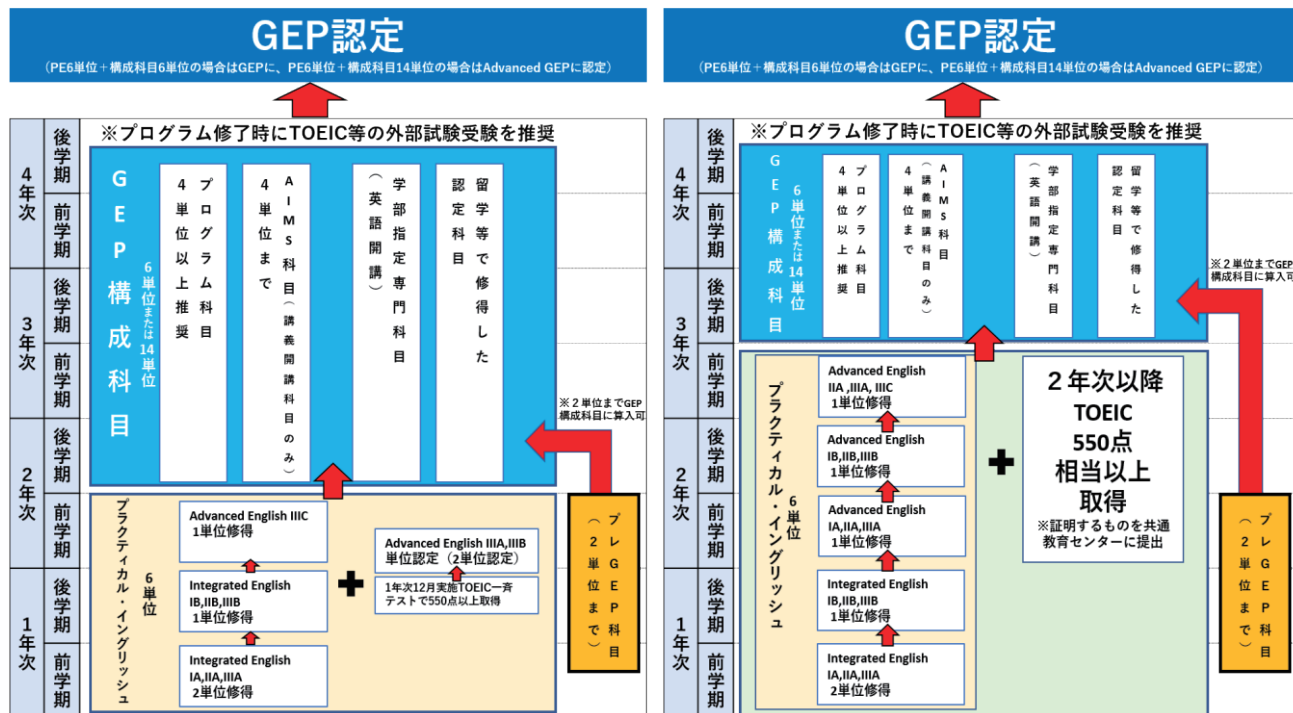 GEP認定
(PE6単位＋構成科目6単位の場合はGEPに、PE6単位＋構成科目14単位の場合はAdvanced GEPに認定)
※プログラム修了時にTOEIC等の外部試験受験を推奨
4年次
後学期
前学期
3年次
後学期
前学期
2年次
後学期
前学期
1年次
後学期
前学期
GEP構成科目
6単位または14単位
プログラム科目
4単位以上推奨
AIMS科目(講義開講科目のみ)
4単位まで
学部指定専門科目
(英語開講)
留学等で修得した
認定科目
※２単位までGEP
構成科目に算入可
プラクティカル・イングリッシュ
6単位
Advanced English IIIC
1単位修得
Integrated English
IB,IIB,IIIB
1単位修得
Integrated English
IA,IIA,IIIA
2単位修得
+
Advanced English IIIA,IIIB
単位認定（2単位認定）
1年次12月実施TOEIC一斉
テストで550点以上取得
プレGEP科目
(２単位まで)
GEP認定
(PE6単位＋構成科目6単位の場合はGEPに、PE6単位＋構成科目14単位の場合はAdvanced GEPに認定)
※プログラム修了時にTOEIC等の外部試験受験を推奨
4年次
後学期
前学期
3年次
後学期
前学期
2年次
後学期
前学期
1年次
後学期
前学期
GEP構成科目
6単位または14単位
プログラム科目
4単位以上推奨
AIMS科目
(講義開講科目のみ)
4単位まで
学部指定専門科目
(英語開講)
留学等で修得した
認定科目
※２単位までGEP
構成科目に算入可
プラクティカル・イングリッシュ
6単位
Advanced English
IIA ,IIIA, IIIC
1単位修得
Advanced English
IB,IIB,IIIB
1単位修得
Advanced English
IA,IIA,IIIA
1単位修得
Integrated English
IB,IIB,IIIB
1単位修得
Integrated English
IA,IIA,IIIA
2単位修得
+
２年次以降
TOEIC
550点
相当以上
取得
※証明するものを共通
教育センターに提出
プレGEP科目
(２単位まで)